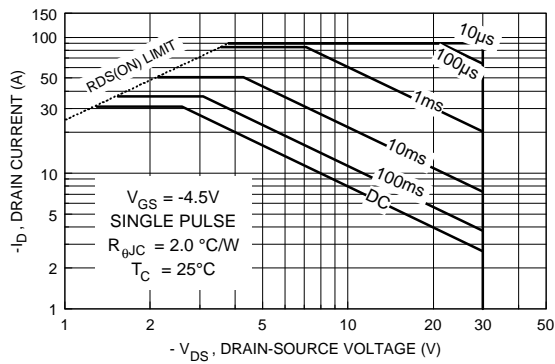 150
100
50
30
10
5
2
1
-I_D, DRAIN CURRENT (A)
RDS(ON) LIMIT
10µs
100µs
1ms
10ms
100ms
DC
V_GS = -4.5V
SINGLE PULSE
R_θJC = 2.0 °C/W
T_C = 25°C
1 2 5 10 20 30 50
- V_DS, DRAIN-SOURCE VOLTAGE (V)